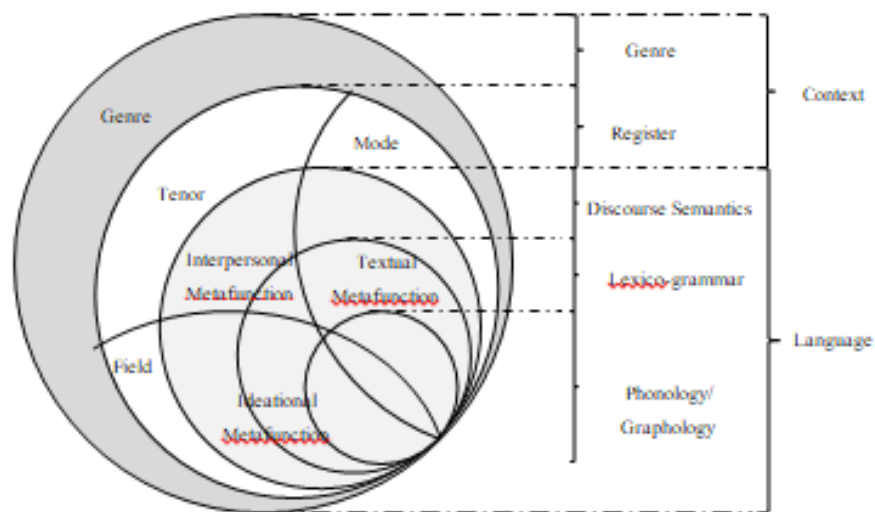 Genre
Genre
Context
Register
Mode
Tenor
Discourse Semantics
Interpersonal
Metafunction
Textual
Metafunction
Lexico-grammar
Language
Field
Ideational
Metafunction
Phonology/
Graphology